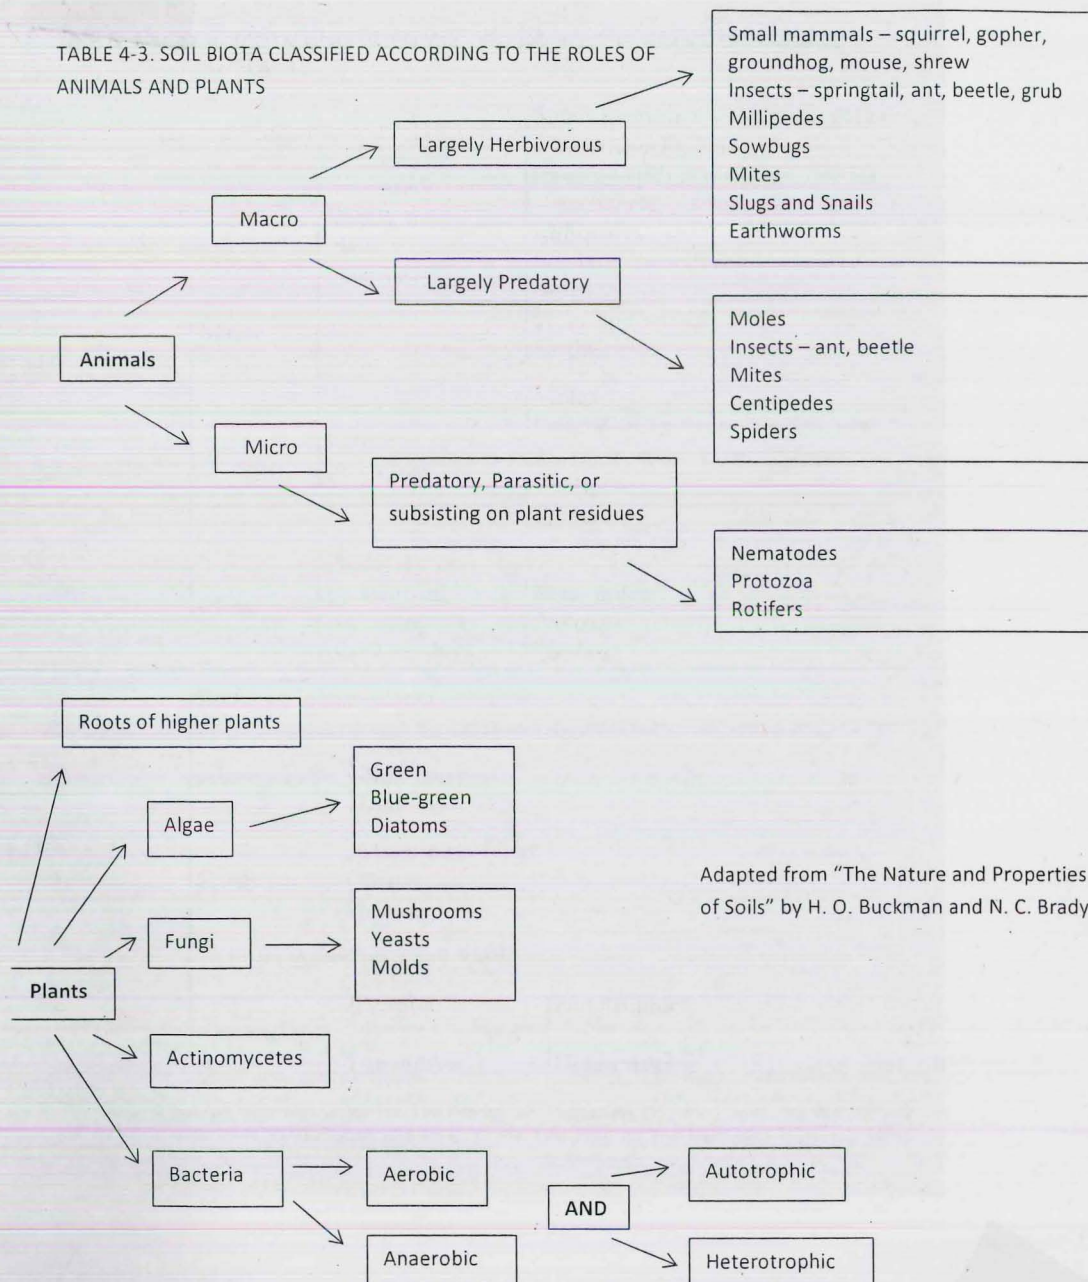 TABLE 4-3. SOIL BIOTA CLASSIFIED ACCORDING TO THE ROLES OF
ANIMALS AND PLANTS
Animals
Macro
Largely Herbivorous
Small mammals – squirrel, gopher,
groundhog, mouse, shrew
Insects – springtail, ant, beetle, grub
Millipedes
Sowbugs
Mites
Slugs and Snails
Earthworms
Largely Predatory
Moles
Insects – ant, beetle
Mites
Centipedes
Spiders
Micro
Predatory, Parasitic, or
subsisting on plant residues
Nematodes
Protozoa
Rotifers
Plants
Roots of higher plants
Algae
Green
Blue-green
Diatoms
Fungi
Mushrooms
Yeasts
Molds
Actinomycetes
Bacteria
Aerobic
Anaerobic
AND
Autotrophic
Heterotrophic
Adapted from “The Nature and Properties
of Soils” by H. O. Buckman and N. C. Brady